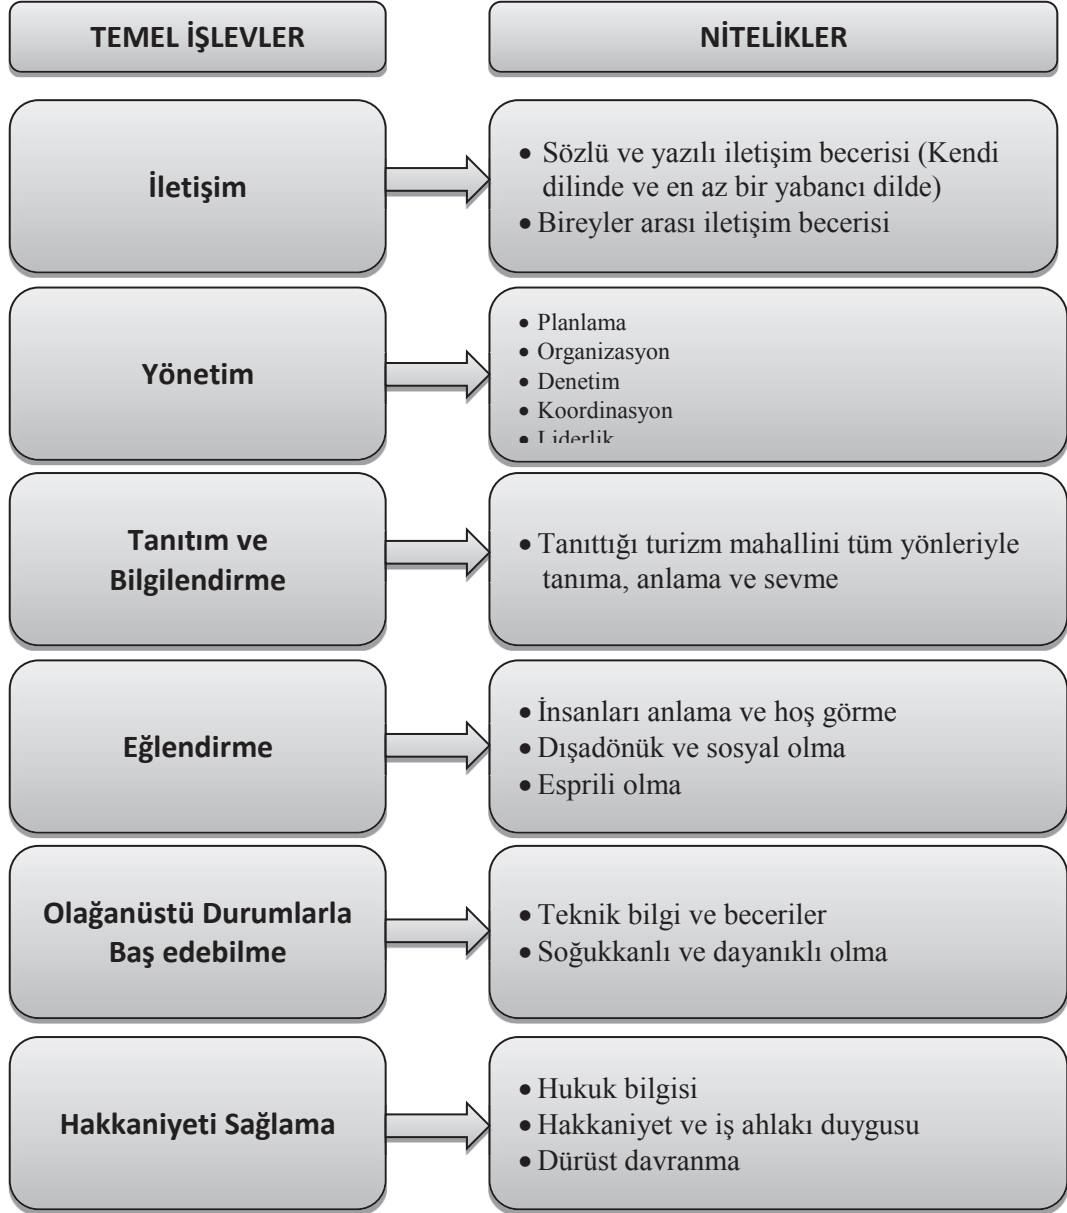 TEMEL İŞLEVLER
NİTELİKLER
İletişim
• Sözlü ve yazılı iletişim becerisi (Kendi
dilinde ve en az bir yabancı dilde)
• Bireyler arası iletişim becerisi
Yönetim
• Planlama
• Organizasyon
• Denetim
• Koordinasyon
• Liderlik
Tanıtım ve
Bilgilendirme
• Tanıttığı turizm mahallini tüm yönleriyle
tanıma, anlama ve sevme
Eğlendirme
• İnsanları anlama ve hoş görme
• Dışadönük ve sosyal olma
• Esprili olma
Olağanüstü Durumlarla
Baş edebilme
• Teknik bilgi ve beceriler
• Soğukkanlı ve dayanıklı olma
Hakkaniyeti Sağlama
• Hukuk bilgisi
• Hakkaniyet ve iş ahlakı duygusu
• Dürüst davranma